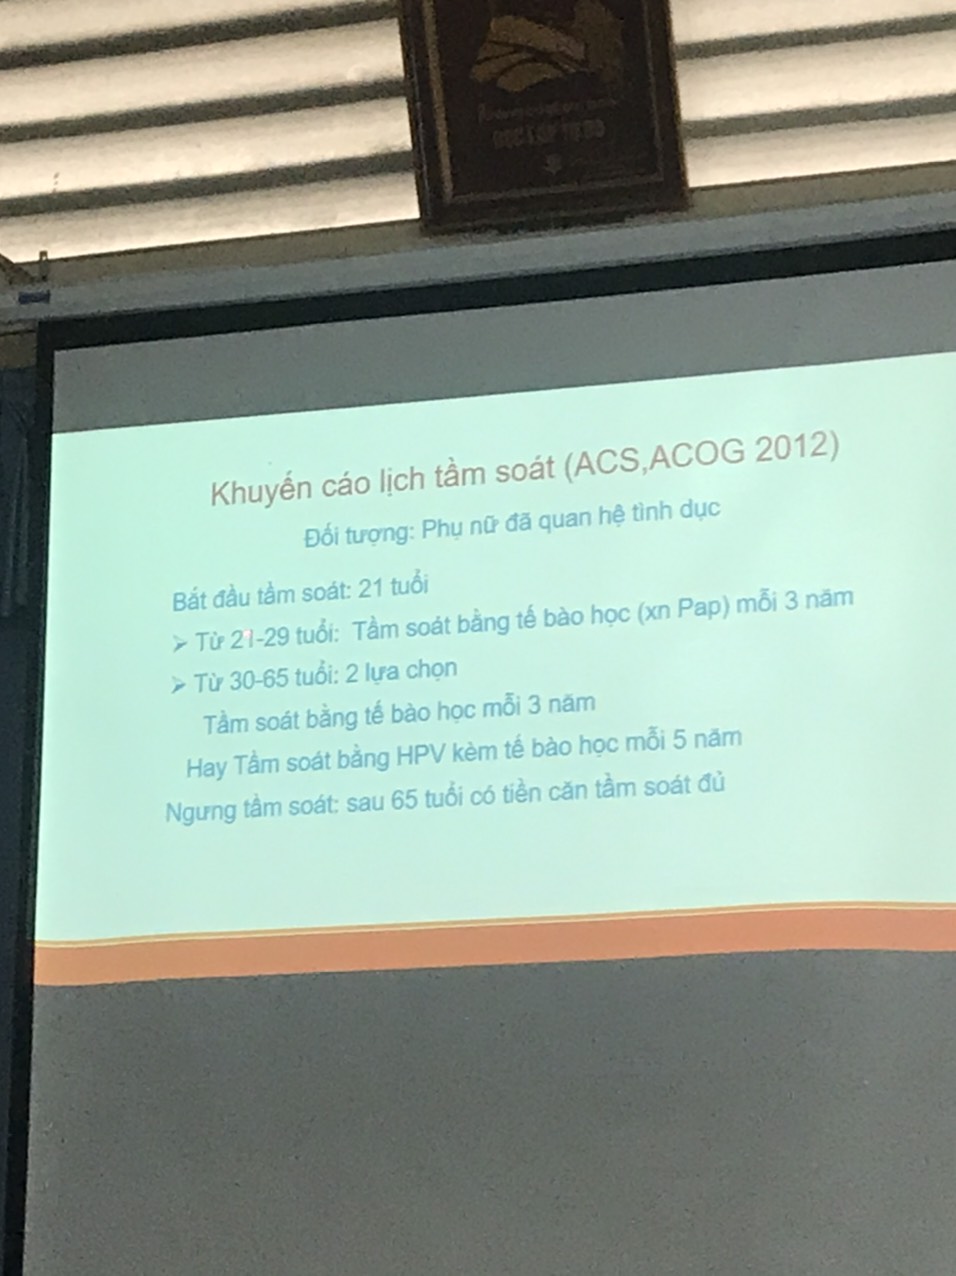 Khuyến cáo lịch tầm soát (ACS,ACOG 2012)
Đối tượng: Phụ nữ đã quan hệ tình dục
Bắt đầu tầm soát: 21 tuổi
➢ Từ 21-29 tuổi: Tầm soát bằng tế bào học (xn Pap) mỗi 3 năm
➢ Từ 30-65 tuổi: 2 lựa chọn
Tầm soát bằng tế bào học mỗi 3 năm
Hay Tầm soát bằng HPV kèm tế bào học mỗi 5 năm
Ngưng tầm soát: sau 65 tuổi có tiền căn tầm soát đủ